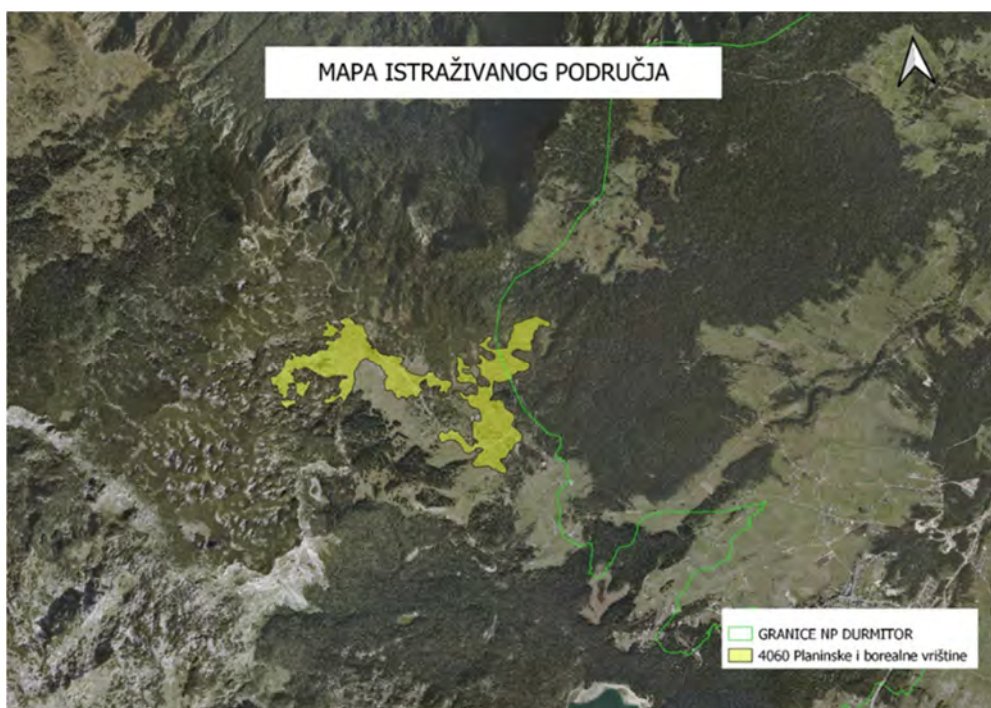 MAPA ISTRAŽIVANOG PODRUČJA
GRANICE NP DURMITOR
4060 Planinske i borealne vrištine